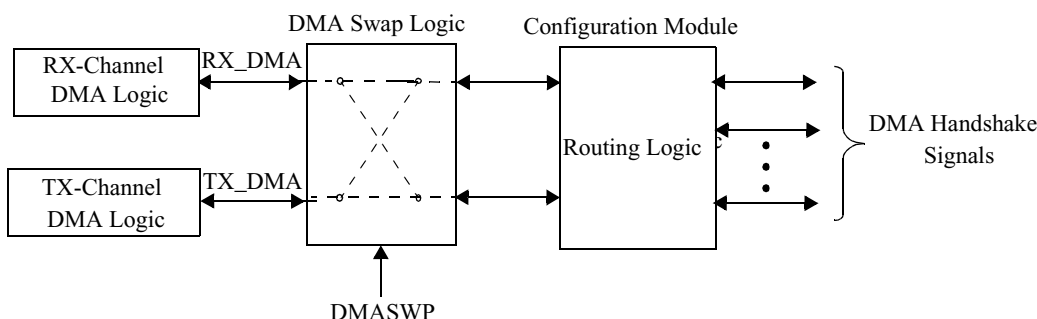 DMA Swap Logic
Configuration Module
RX-Channel
DMA Logic
RX_DMA
TX-Channel
DMA Logic
TX_DMA
Routing Logic
c
DMA Handshake
Signals
DMASWP